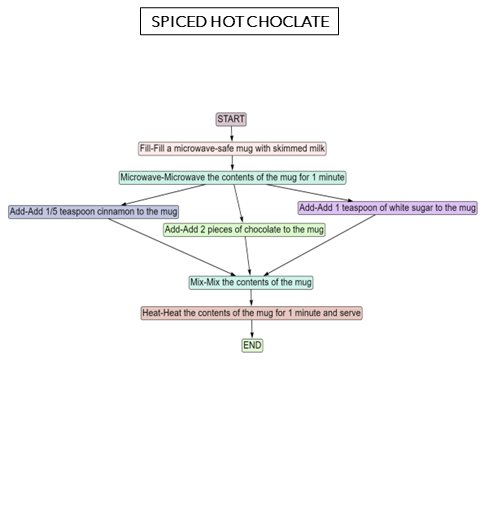 SPICED HOT CHOCLATE
START
Fill-Fill a microwave-safe mug with skimmed milk
Microwave-Microwave the contents of the mug for 1 minute
Add-Add 1/5 teaspoon cinnamon to the mug
Add-Add 2 pieces of chocolate to the mug
Add-Add 1 teaspoon of white sugar to the mug
Mix-Mix the contents of the mug
Heat-Heat the contents of the mug for 1 minute and serve
END